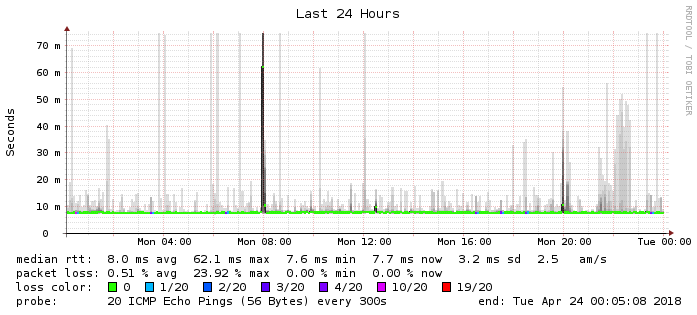 Last 24 Hours
RRDTOOL / TOBI OETIKER
Seconds
70 m
60 m
50 m
40 m
30 m
20 m
10 m
0
Mon 04:00 Mon 08:00 Mon 12:00 Mon 16:00 Mon 20:00 Tue 00:00
median rtt: 8.0 ms avg 62.1 ms max 7.6 ms min 7.7 ms now 3.2 ms sd 2.5 am/s
packet loss: 0.51 % avg 23.92 % max 0.00 % min 0.00 % now
loss color: 0 1/20 2/20 3/20 4/20 10/20 19/20
probe: 20 ICMP Echo Pings (56 Bytes) every 300s end: Tue Apr 24 00:05:08 2018